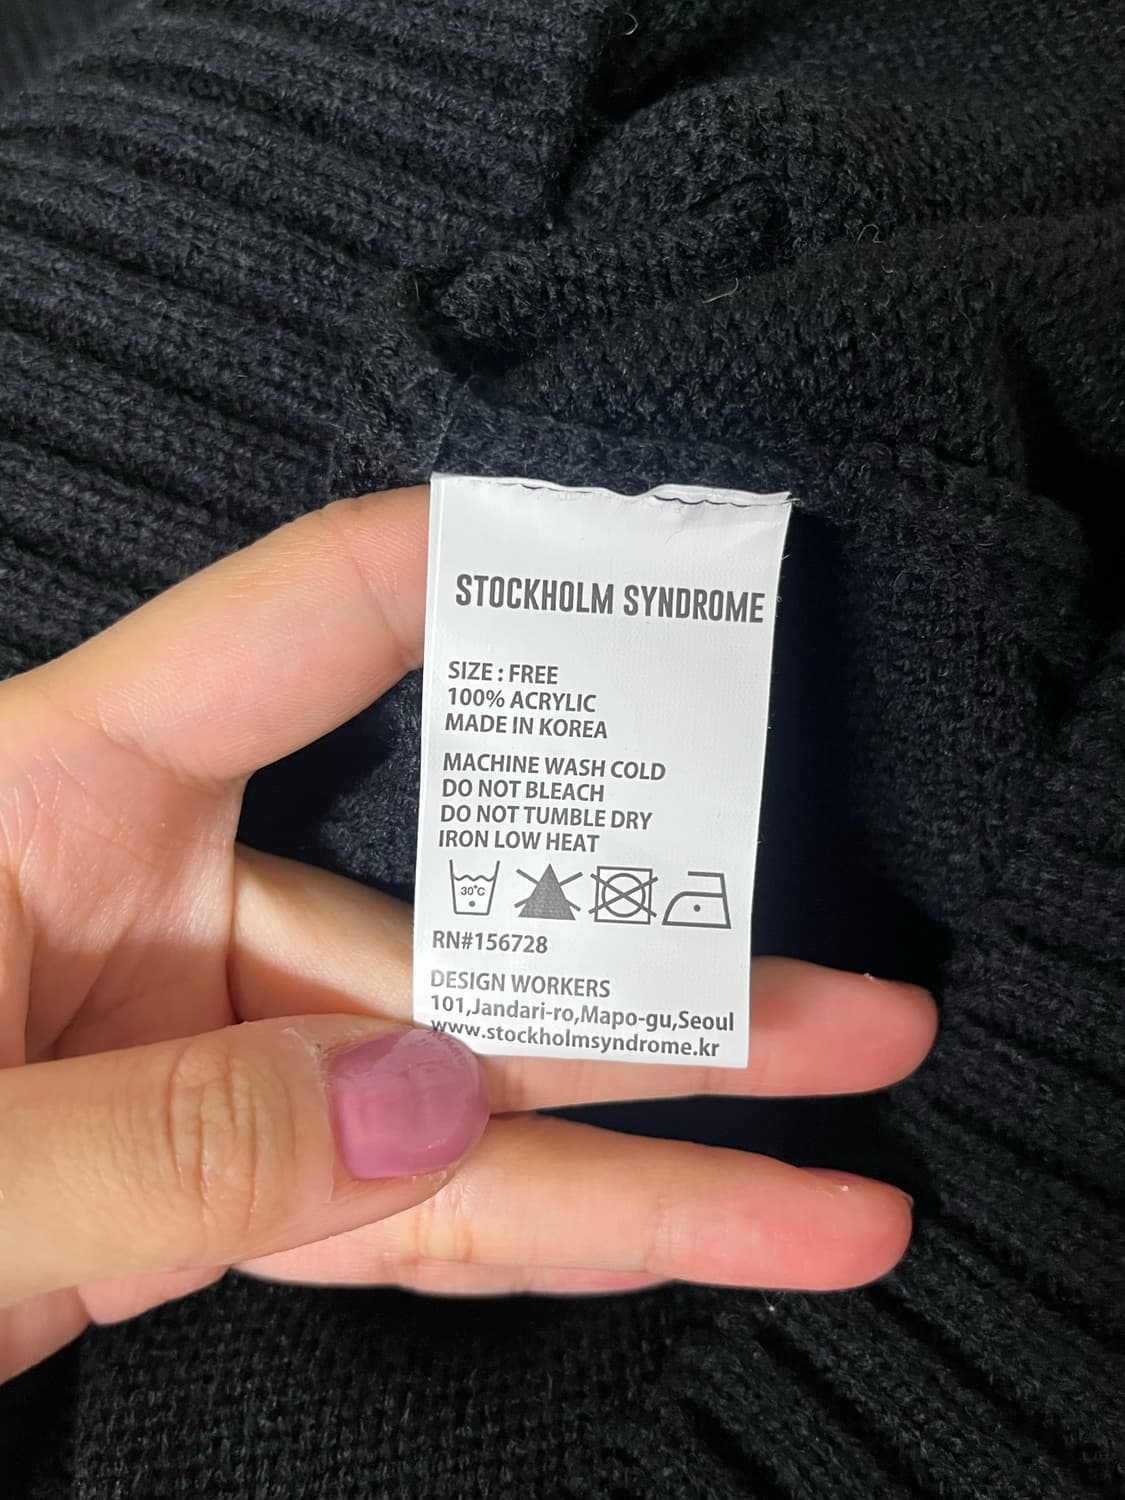 STOCKHOLM SYNDROME
SIZE : FREE
100% ACRYLIC
MADE IN KOREA
MACHINE WASH COLD
DO NOT BLEACH
DO NOT TUMBLE DRY
IRON LOW HEAT
30°C
RN#156728
DESIGN WORKERS
101,Jandari-ro,Mapo-gu,Seoul
www.stockholmsyndrome.kr